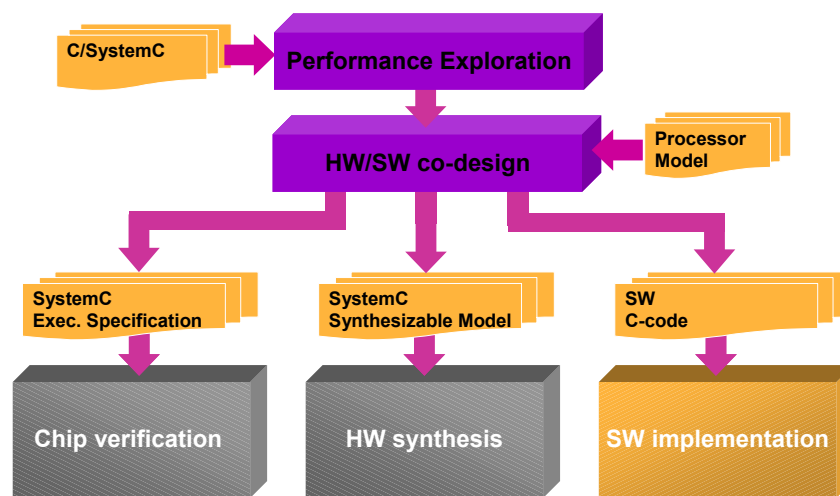 C/SystemC
Performance Exploration
HW/SW co-design
Processor
Model
SystemC
Exec. Specification
SystemC
Synthesizable Model
SW
C-code
Chip verification
HW synthesis
SW implementation